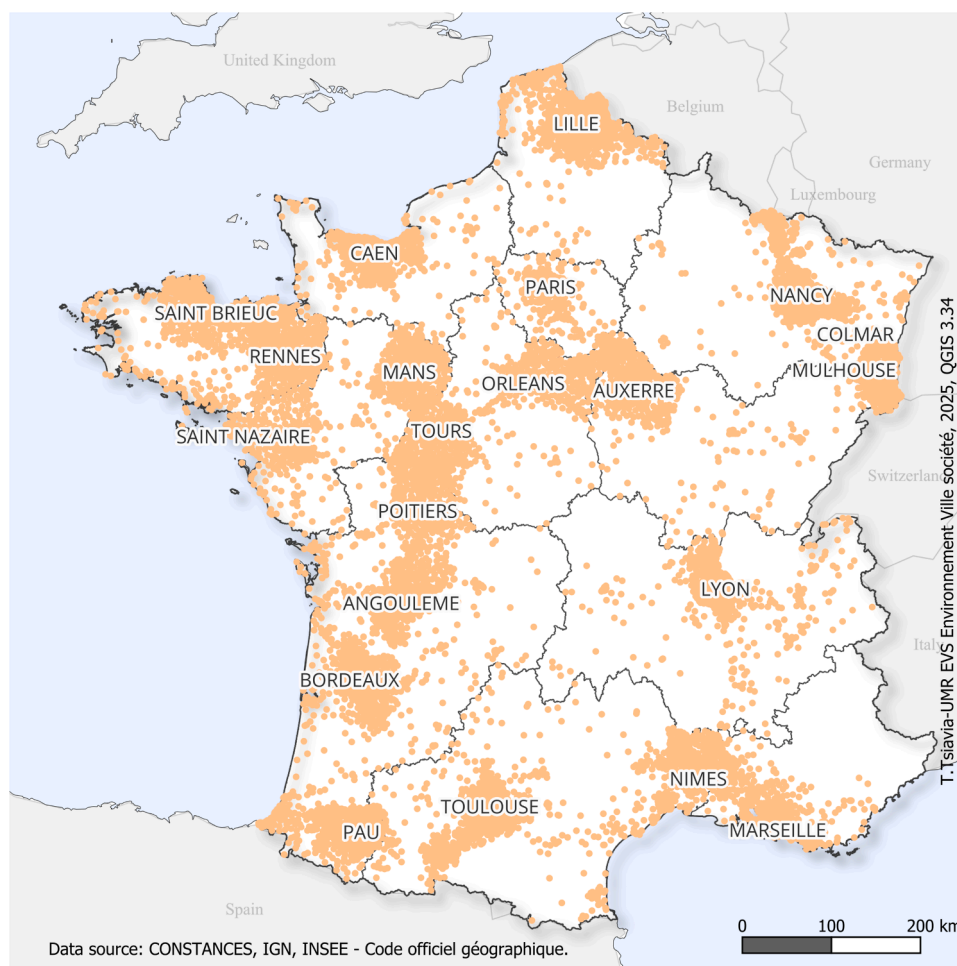 United Kingdom
Belgium
LILLE
Germany
Luxembourg
CAEN
PARIS
NANCY
SAINT BRIEUC
COLMAR
RENNES
MANS
ORLEANS
AUXERRE
MULHOUSE
SAINT NAZAIRE
TOURS
Switzerland
POITIERS
LYON
ANGOULEME
Italy
BORDEAUX
NIMES
TOULOUSE
PAU
MARSEILLE
Spain
T.Tsiavia-UMR EVS Environnement Ville société, 2025, QGIS 3.34
0 100 200 km
Data source: CONSTANCES, IGN, INSEE - Code officiel géographique.